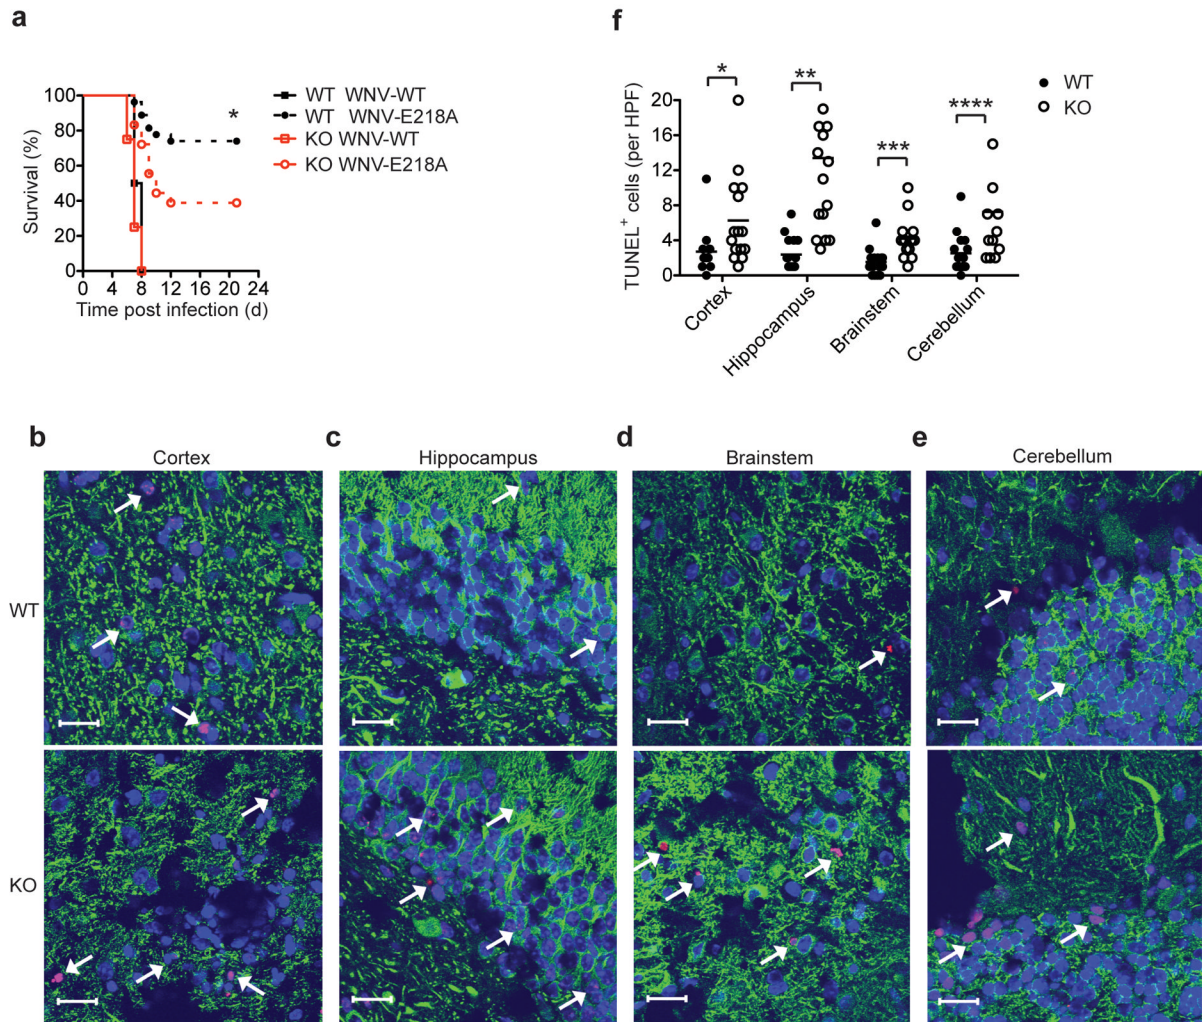 a
Survival (%)
100
80
60
40
20
0
0 4 8 12 16 20 24
Time post infection (d)
*
WT WNV-WT
WT WNV-E218A
KO WNV-WT
KO WNV-E218A
f
TUNEL+ cells (per HPF)
20
16
12
8
4
0
* ** *** ****
Cortex
Hippocampus
Brainstem
Cerebellum
WT
KO
b c d e
Cortex Hippocampus Brainstem Cerebellum
WT
KO